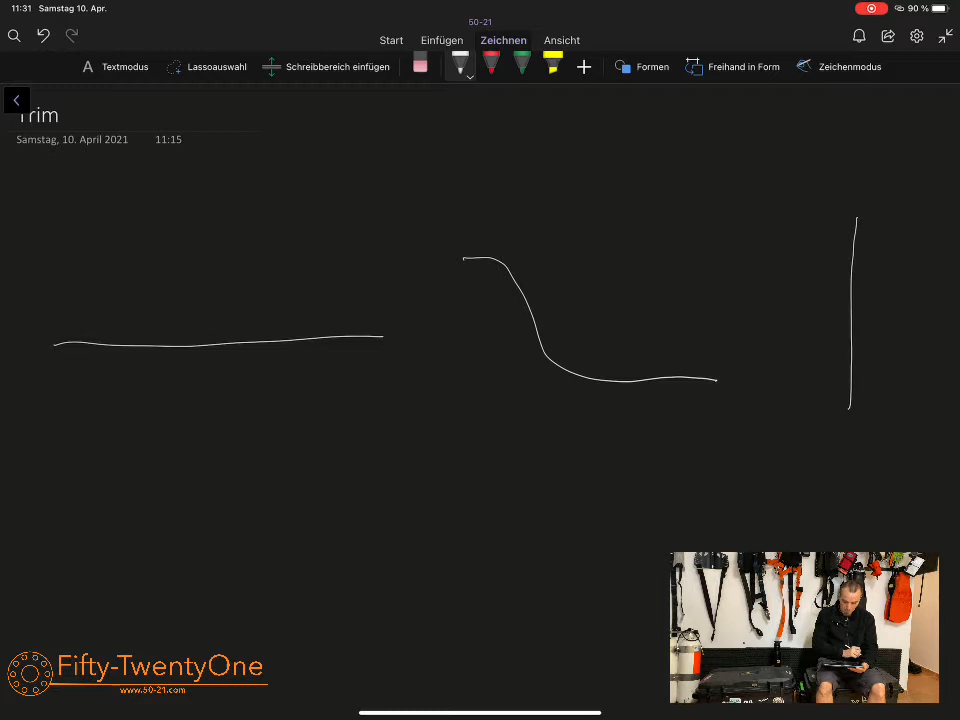 11:31 Samstag 10. Apr.
90 %
50-21
Start Einfügen Zeichnen Ansicht
A Textmodus Lassoauswahl Schreibbereich einfügen Formen Freihand in Form Zeichenmodus
Trim
Samstag, 10. April 2021 11:15
Fifty-TwentyOne
www.50-21.com